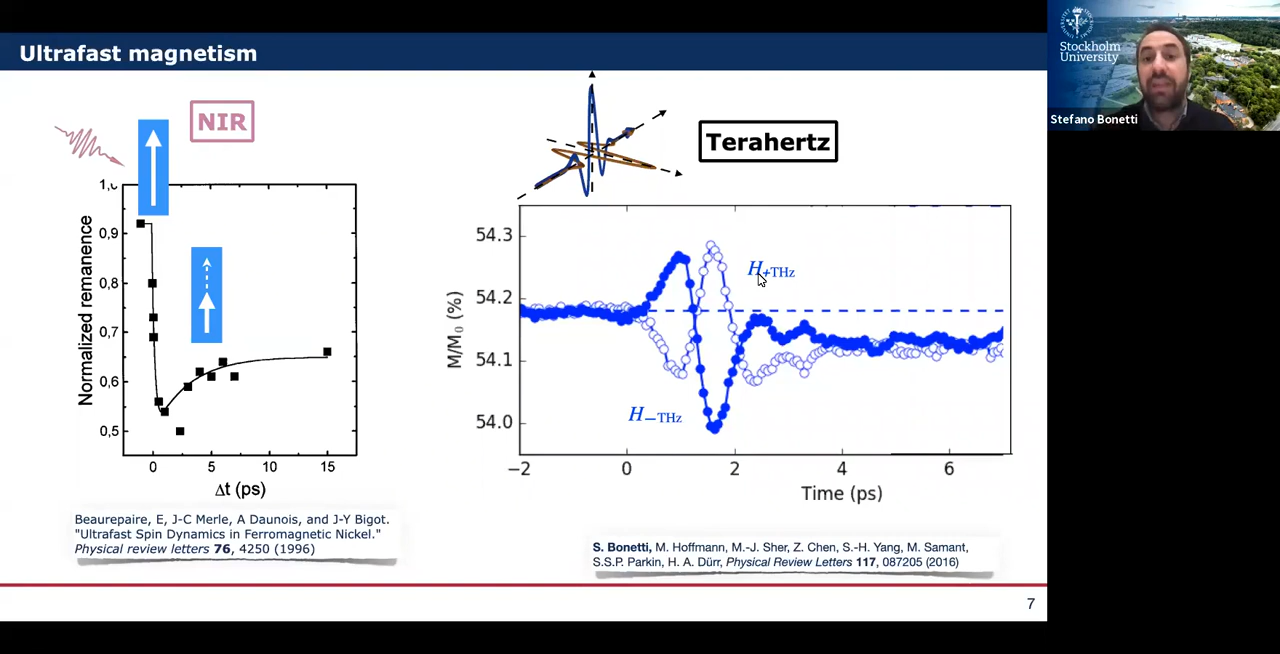 Ultrafast magnetism
NIR
Terahertz
Normalized remanence
1,0
0,9
0,8
0,7
0,6
0,5
0
5
10
15
Δt (ps)
Beaurepaire, E, J-C Merle, A Daunois, and J-Y Bigot.
"Ultrafast Spin Dynamics in Ferromagnetic Nickel."
Physical review letters 76, 4250 (1996)
M/M₀ (%)
54.3
54.2
54.1
54.0
H₊THz
H₋THz
−2
0
2
4
6
Time (ps)
S. Bonetti, M. Hoffmann, M.-J. Sher, Z. Chen, S.-H. Yang, M. Samant,
S.S.P. Parkin, H. A. Dürr, Physical Review Letters 117, 087205 (2016)
7
Stockholm
University
Stefano Bonetti